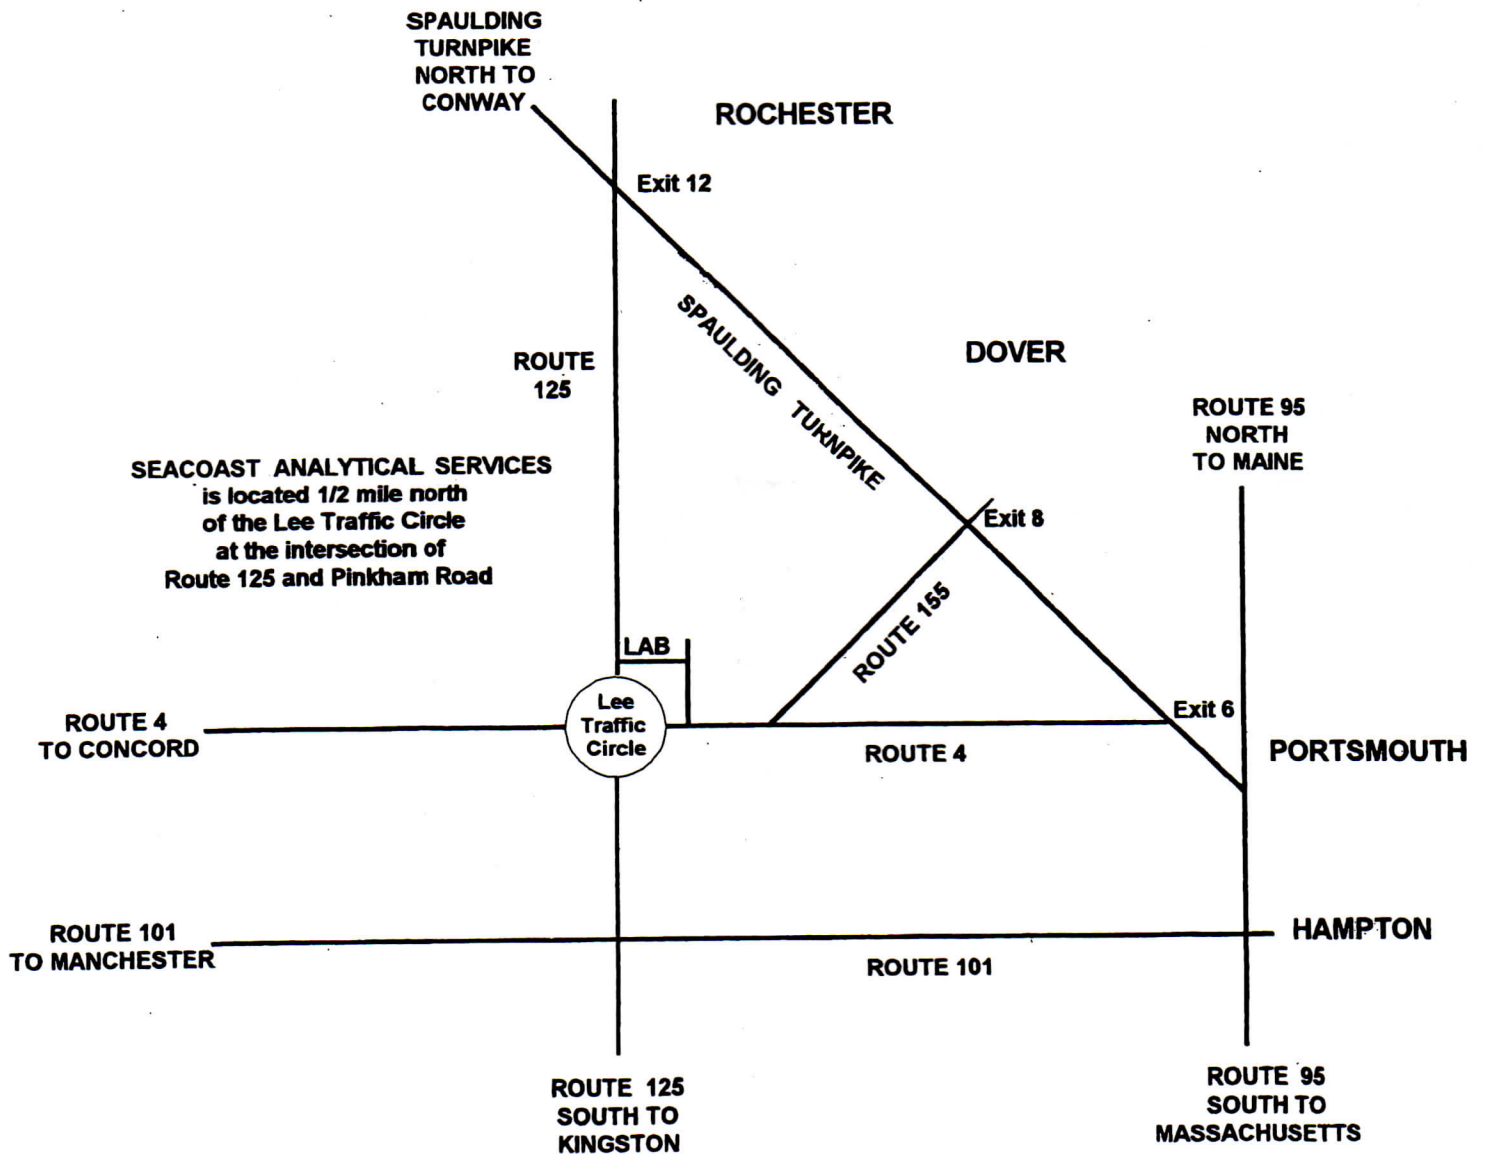 SPAULDING
TURNPIKE
NORTH TO
CONWAY
ROCHESTER
Exit 12
SPAULDING TURNPIKE
ROUTE
125
DOVER
ROUTE 95
NORTH
TO MAINE
SEACOAST ANALYTICAL SERVICES
is located 1/2 mile north
of the Lee Traffic Circle
at the intersection of
Route 125 and Pinkham Road
Exit 8
ROUTE 155
LAB
Lee
Traffic
Circle
Exit 6
ROUTE 4
TO CONCORD
ROUTE 4
PORTSMOUTH
ROUTE 101
TO MANCHESTER
HAMPTON
ROUTE 101
ROUTE 125
SOUTH TO
KINGSTON
ROUTE 95
SOUTH TO
MASSACHUSETTS